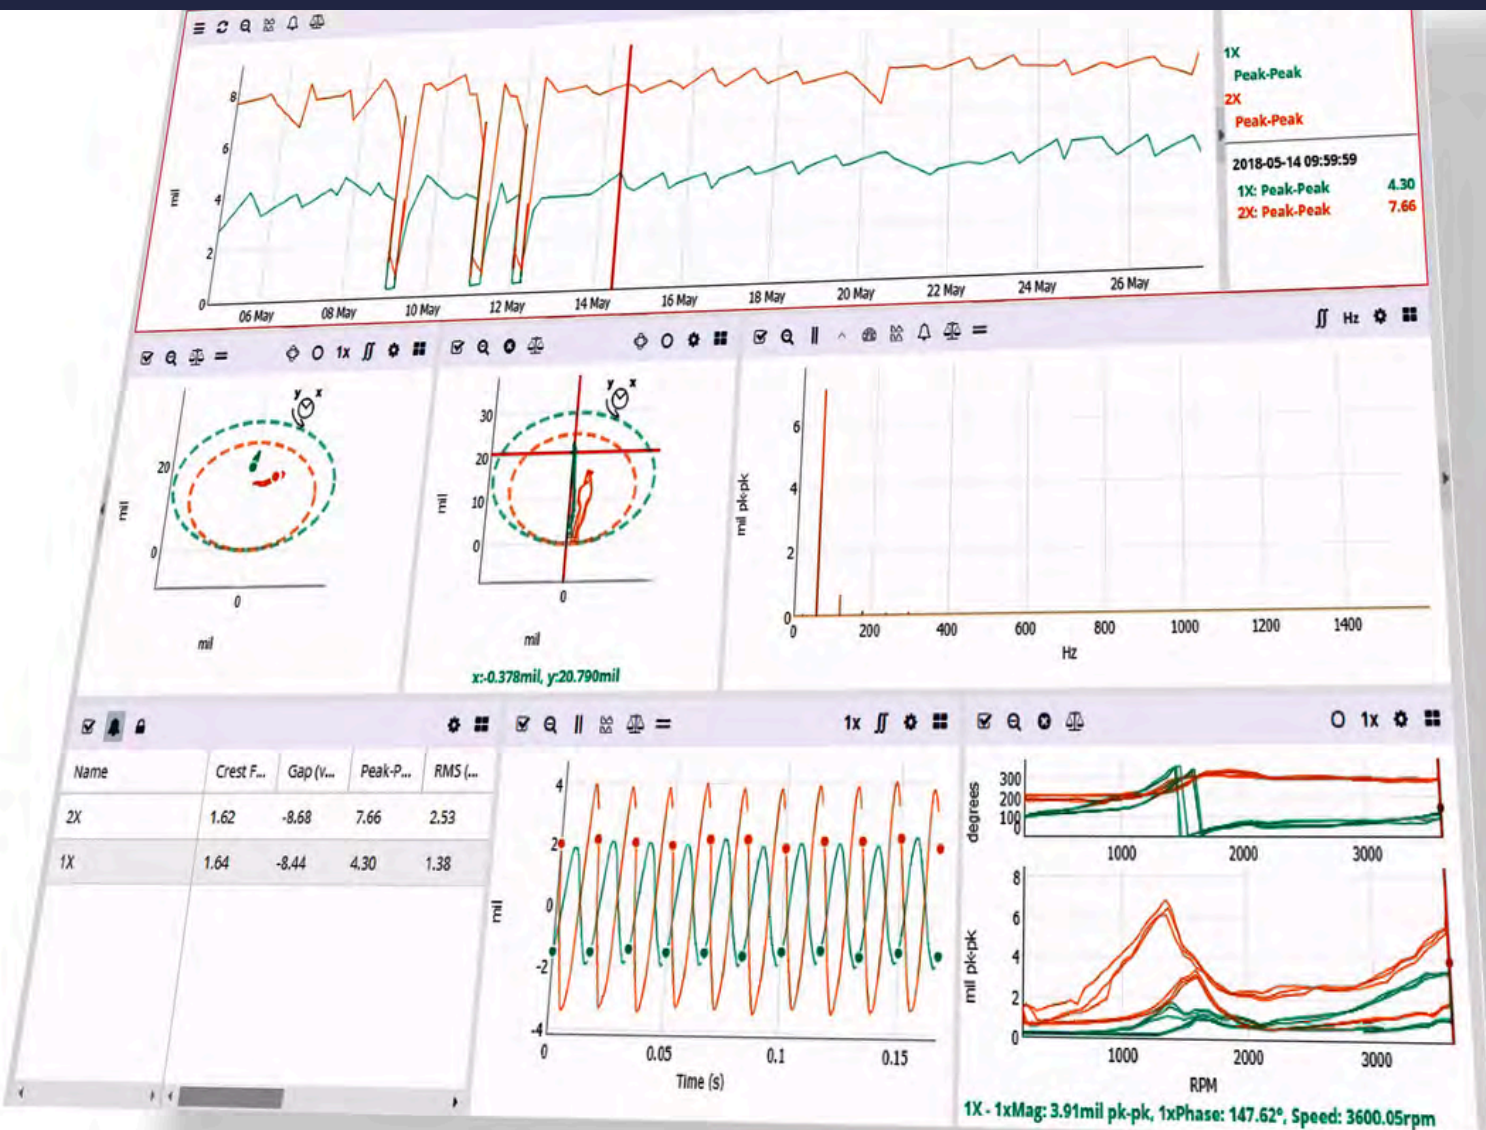 8
6
4
2
0
mil
06 May
08 May
10 May
12 May
14 May
16 May
18 May
20 May
22 May
24 May
26 May
1X
Peak-Peak
2X
Peak-Peak
2018-05-14 09:59:59
1X: Peak-Peak 4.30
2X: Peak-Peak 7.66
1x
y x
20
0
mil
0
mil
y x
30
20
10
0
mil
0
mil
x:-0.378mil, y:20.790mil
Hz
6
4
2
0
mil pk-pk
0 200 400 600 800 1000 1200 1400
Hz
Name Crest F... Gap (v... Peak-P... RMS (...
2X 1.62 -8.68 7.66 2.53
1X 1.64 -8.44 4.30 1.38
1x
4
2
0
-2
-4
mil
0 0.05 0.1 0.15
Time (s)
1x
300
200
100
0
degrees
1000 2000 3000
8
6
4
2
0
mil pk-pk
1000 2000 3000
RPM
1X - 1xMag: 3.91mil pk-pk, 1xPhase: 147.62°, Speed: 3600.05rpm